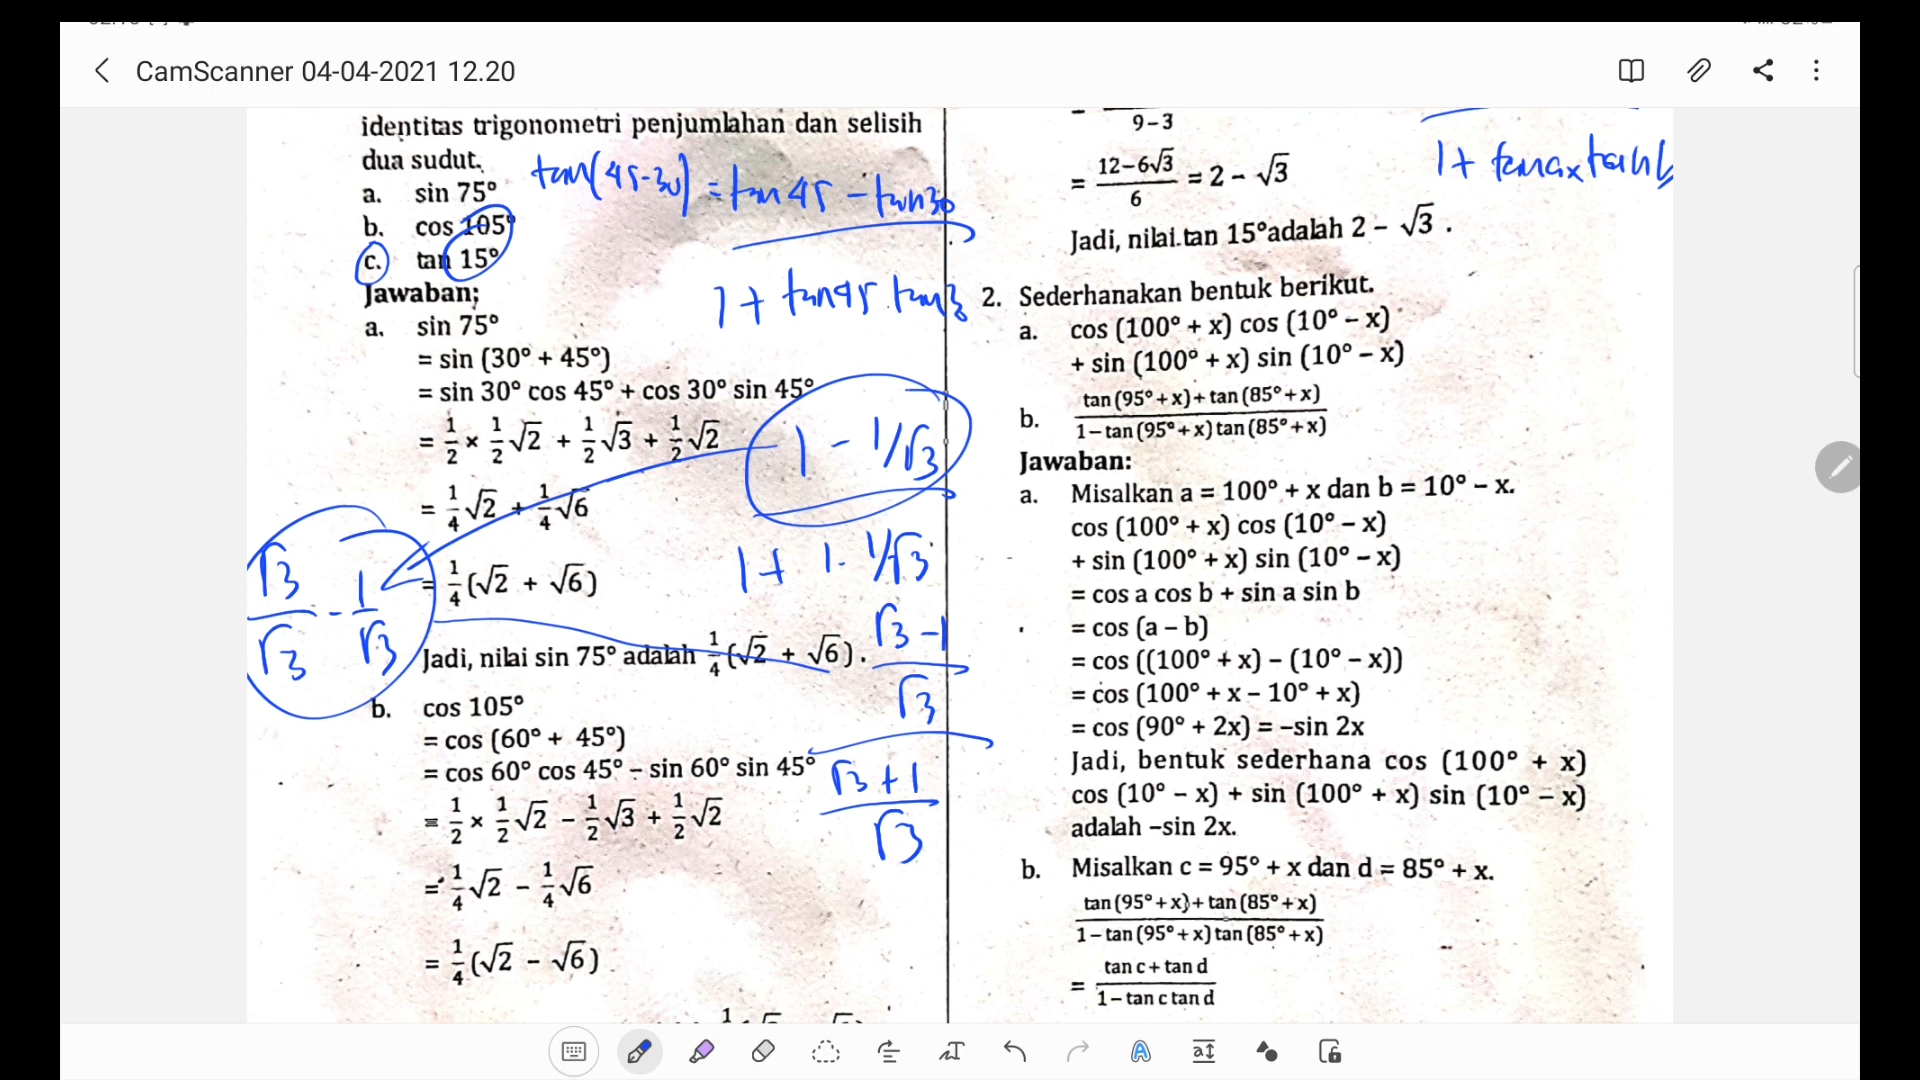 CamScanner 04-04-2021 12.20
identitas trigonometri penjumlahan dan selisih
dua sudut.
a. sin 75°
b. cos 105°
c. tan 15°
tan(45-30) = tan 45 - tan 30
1 + tan 45 . tan 3
Jawaban;
a. sin 75°
= sin (30° + 45°)
= sin 30° cos 45° + cos 30° sin 45°
= 1/2 × 1/2 √2 + 1/2 √3 + 1/2 √2
= 1/4 √2 + 1/4 √6
= 1/4 (√2 + √6)
Jadi, nilai sin 75° adalah 1/4 (√2 + √6).
1 - 1/√3
1 + 1. 1/√3
√3/√3 - 1/√3
√3 - 1
√3
√3 + 1
√3
b. cos 105°
= cos (60° + 45°)
= cos 60° cos 45° – sin 60° sin 45°
= 1/2 × 1/2 √2 – 1/2 √3 + 1/2 √2
= 1/4 √2 – 1/4 √6
= 1/4 (√2 – √6)
9–3
= 12–6√3 / 6 = 2 – √3
1 + tan a x tan b
Jadi, nilai tan 15° adalah 2 – √3 .
2. Sederhanakan bentuk berikut.
a. cos (100° + x) cos (10° – x)
+ sin (100° + x) sin (10° – x)
b. tan (95° + x) + tan (85° + x)
1 – tan (95° + x) tan (85° + x)
Jawaban:
a. Misalkan a = 100° + x dan b = 10° – x.
cos (100° + x) cos (10° – x)
+ sin (100° + x) sin (10° – x)
= cos a cos b + sin a sin b
= cos (a – b)
= cos ((100° + x) – (10° – x))
= cos (100° + x – 10° + x)
= cos (90° + 2x) = –sin 2x
Jadi, bentuk sederhana cos (100° + x)
cos (10° – x) + sin (100° + x) sin (10° – x)
adalah –sin 2x.
b. Misalkan c = 95° + x dan d = 85° + x.
tan (95° + x) + tan (85° + x)
1 – tan (95° + x) tan (85° + x)
= tan c + tan d
1 – tan c tan d